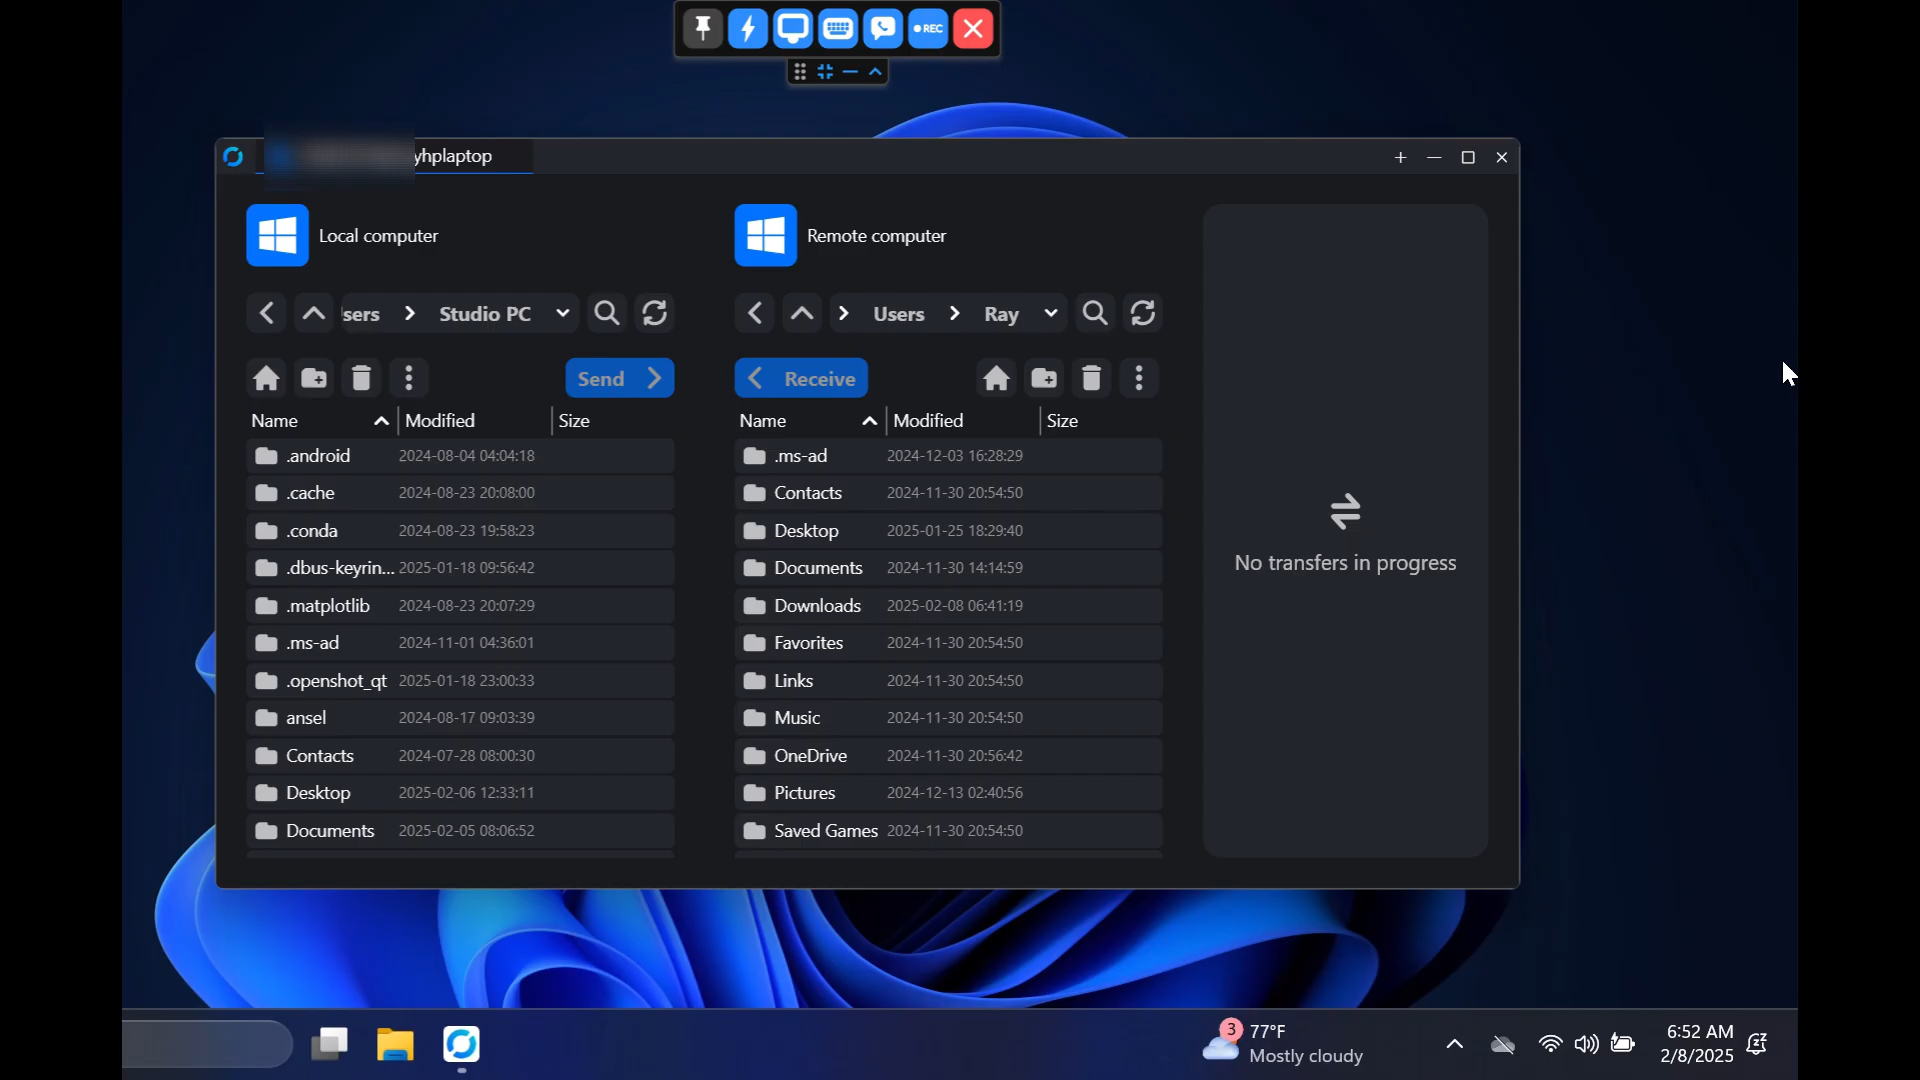 REC
yhplaptop
Local computer
Remote computer
sers > Studio PC
> Users > Ray
Send
Receive
Name Modified Size
Name Modified Size
.android 2024-08-04 04:04:18
.cache 2024-08-23 20:08:00
.conda 2024-08-23 19:58:23
.dbus-keyrin... 2025-01-18 09:56:42
.matplotlib 2024-08-23 20:07:29
.ms-ad 2024-11-01 04:36:01
.openshot_qt 2025-01-18 23:00:33
ansel 2024-08-17 09:03:39
Contacts 2024-07-28 08:00:30
Desktop 2025-02-06 12:33:11
Documents 2025-02-05 08:06:52
.ms-ad 2024-12-03 16:28:29
Contacts 2024-11-30 20:54:50
Desktop 2025-01-25 18:29:40
Documents 2024-11-30 14:14:59
Downloads 2025-02-08 06:41:19
Favorites 2024-11-30 20:54:50
Links 2024-11-30 20:54:50
Music 2024-11-30 20:54:50
OneDrive 2024-11-30 20:56:42
Pictures 2024-12-13 02:40:56
Saved Games 2024-11-30 20:54:50
No transfers in progress
3
77°F
Mostly cloudy
6:52 AM
2/8/2025